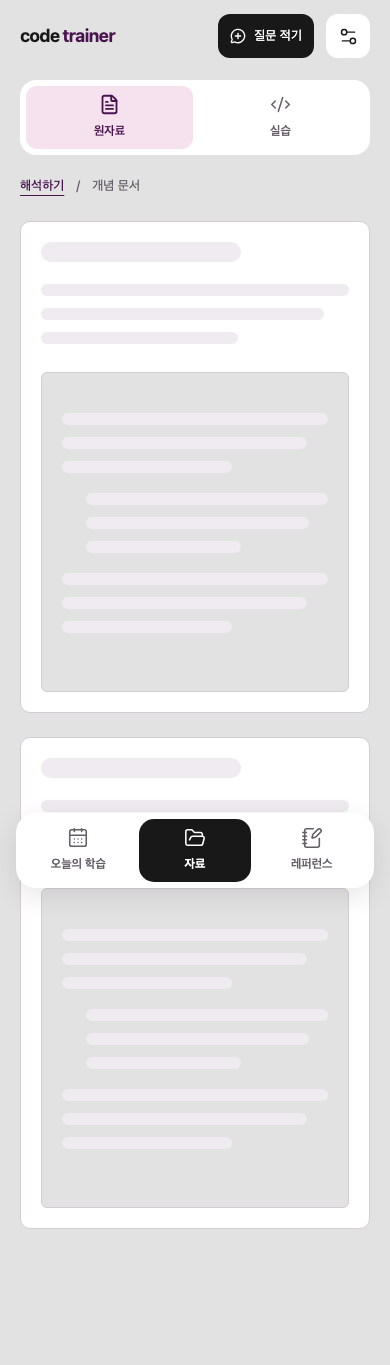 code trainer
질문 적기
원자료
실습
해석하기 / 개념 문서
오늘의 학습
자료
레퍼런스